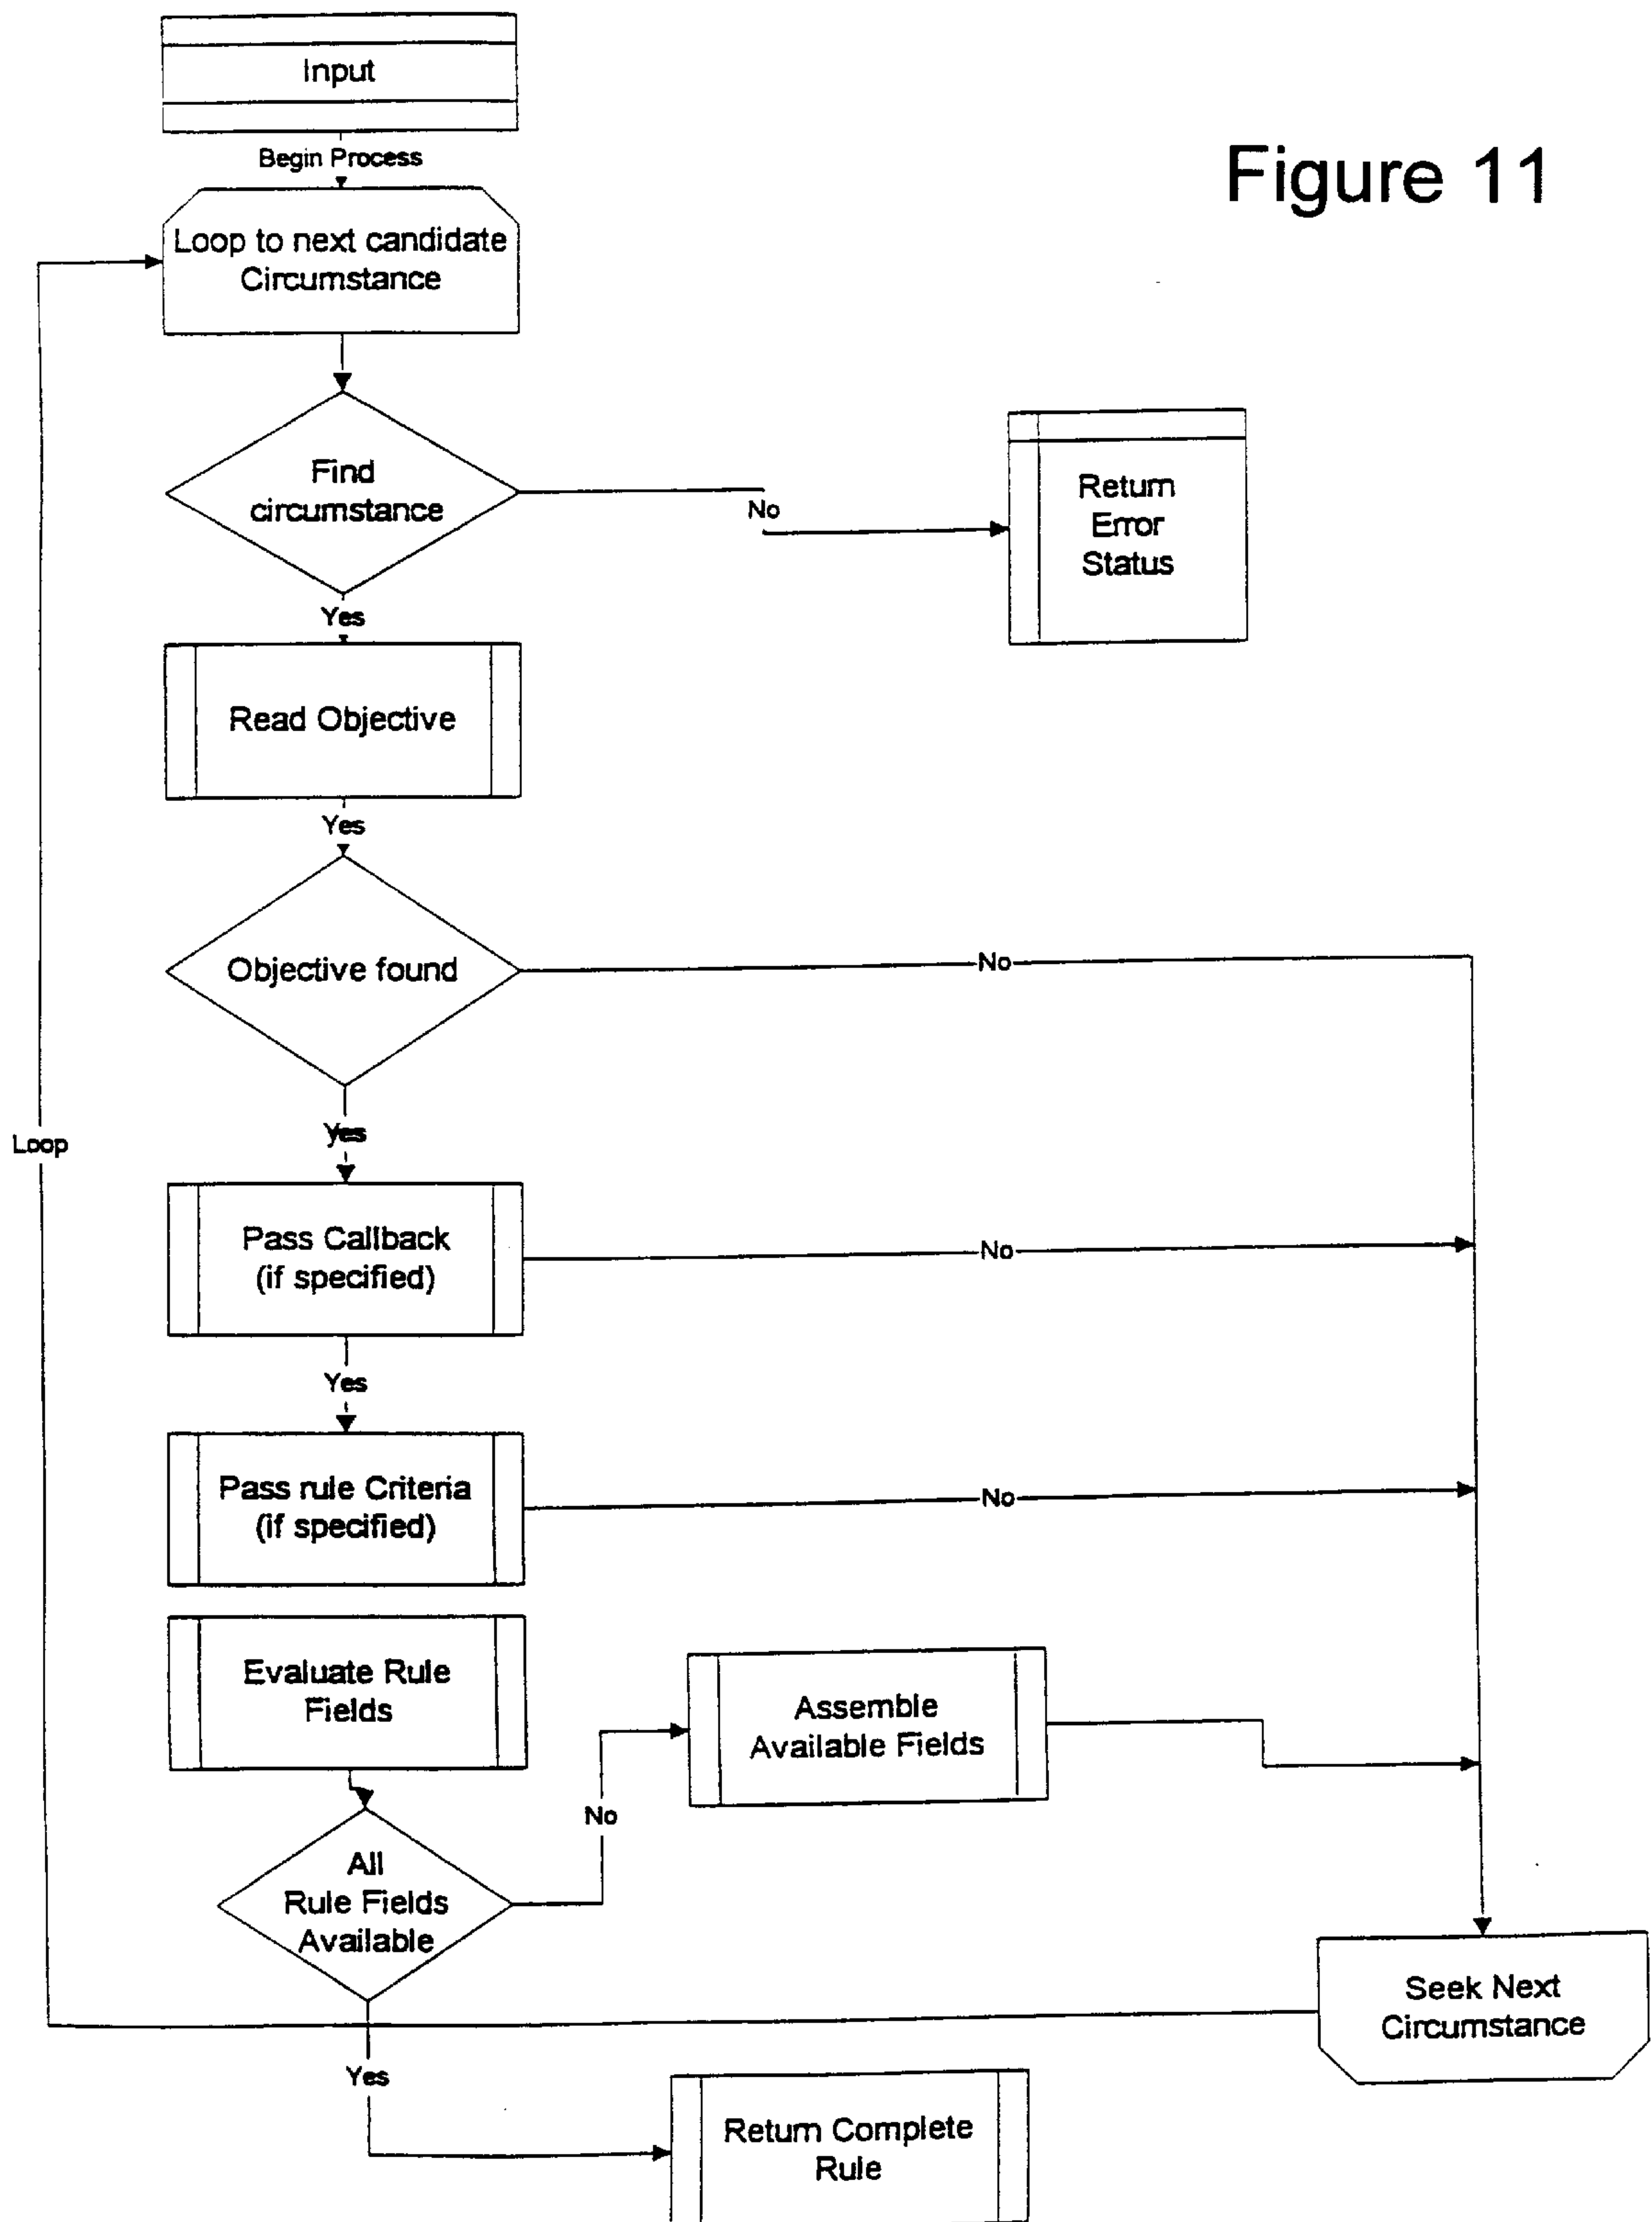 Input
Begin Process
Figure 11
Loop to next candidate
Circumstance
Find
circumstance
No
Return
Error
Status
Yes
Read Objective
Yes
Objective found
No
Yes
Loop
Pass Callback
(if specified)
No
Yes
Pass rule Criteria
(if specified)
No
Evaluate Rule
Fields
Assemble
Available Fields
No
All
Rule Fields
Available
Seek Next
Circumstance
Yes
Return Complete
Rule